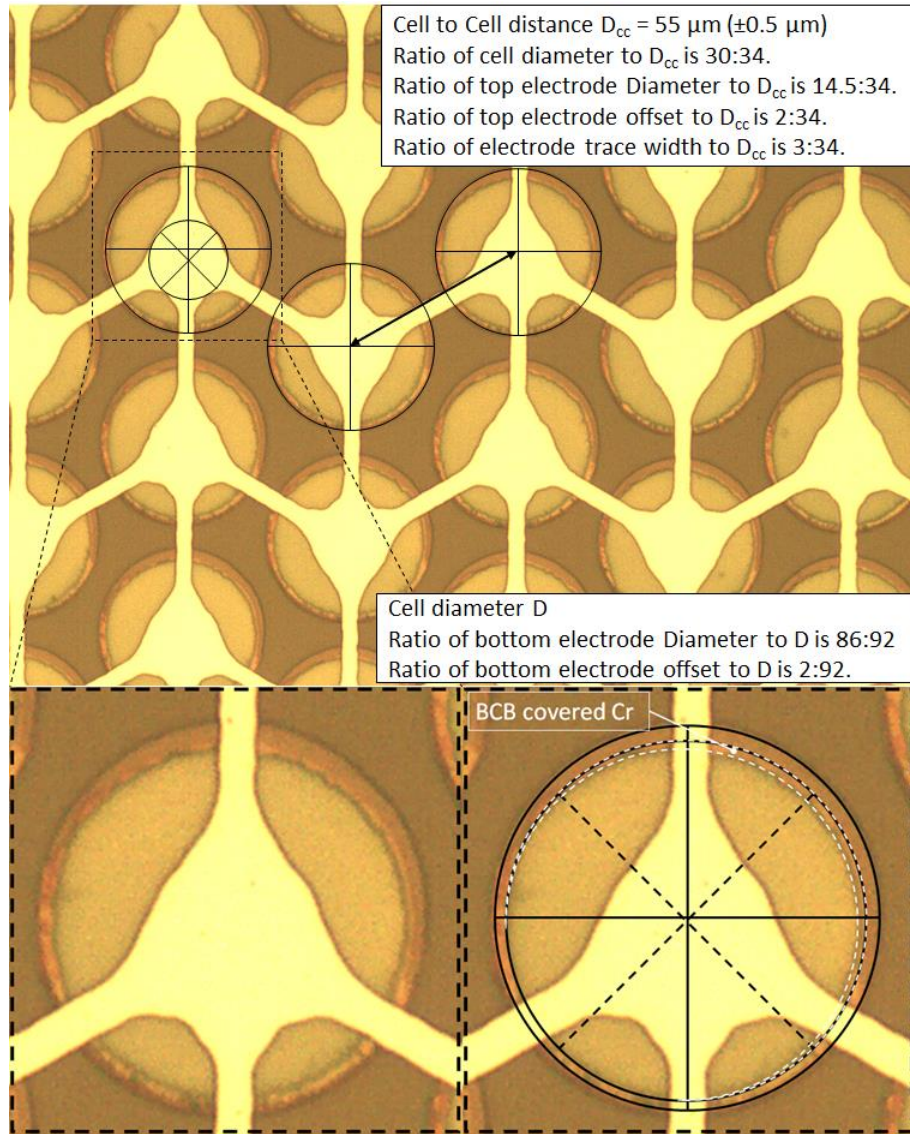 Cell to Cell distance Dcc = 55 µm (±0.5 µm)
Ratio of cell diameter to Dcc is 30:34.
Ratio of top electrode Diameter to Dcc is 14.5:34.
Ratio of top electrode offset to Dcc is 2:34.
Ratio of electrode trace width to Dcc is 3:34.
Cell diameter D
Ratio of bottom electrode Diameter to D is 86:92
Ratio of bottom electrode offset to D is 2:92.
BCB covered Cr